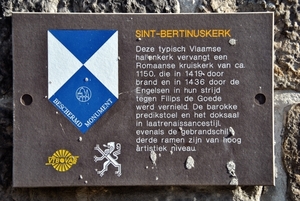 SINT-BERTINUSKERK
Deze typisch Vlaamse
hallenkerk vervangt een
Romaanse kruiskerk van ca.
1150, die in 1419 door
brand en in 1436 door de
Engelsen in hun strijd
tegen Filips de Goede
werd vernield. De barokke
predikstoel en het doksaal
in laatrenaissancestijl,
evenals de gebrandschil
derde ramen zijn van hoog
artistiek niveau.
BESCHERMD MONUMENT